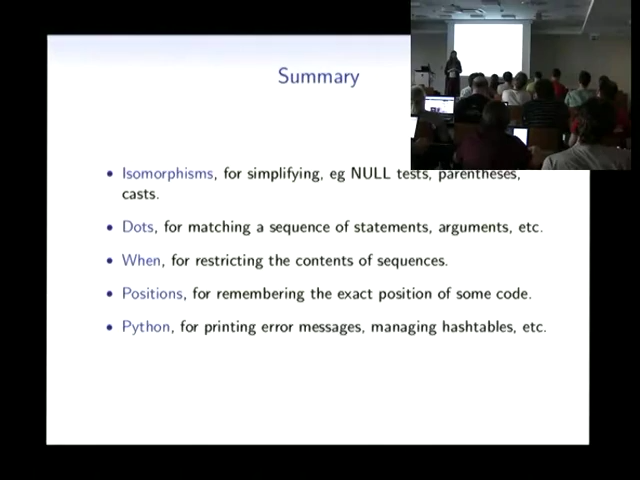 Summary
• Isomorphisms, for simplifying, eg NULL tests, parentheses,
casts.
• Dots, for matching a sequence of statements, arguments, etc.
• When, for restricting the contents of sequences.
• Positions, for remembering the exact position of some code.
• Python, for printing error messages, managing hashtables, etc.